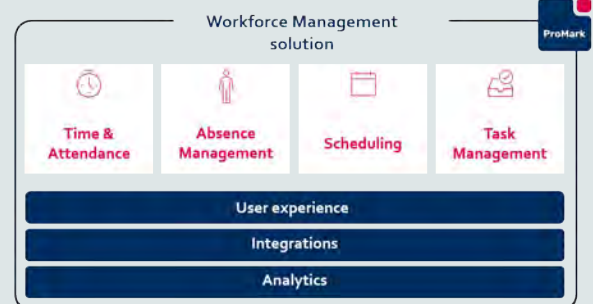 Workforce Management
solution
ProMark
Time &
Attendance
Absence
Management
Scheduling
Task
Management
User experience
Integrations
Analytics